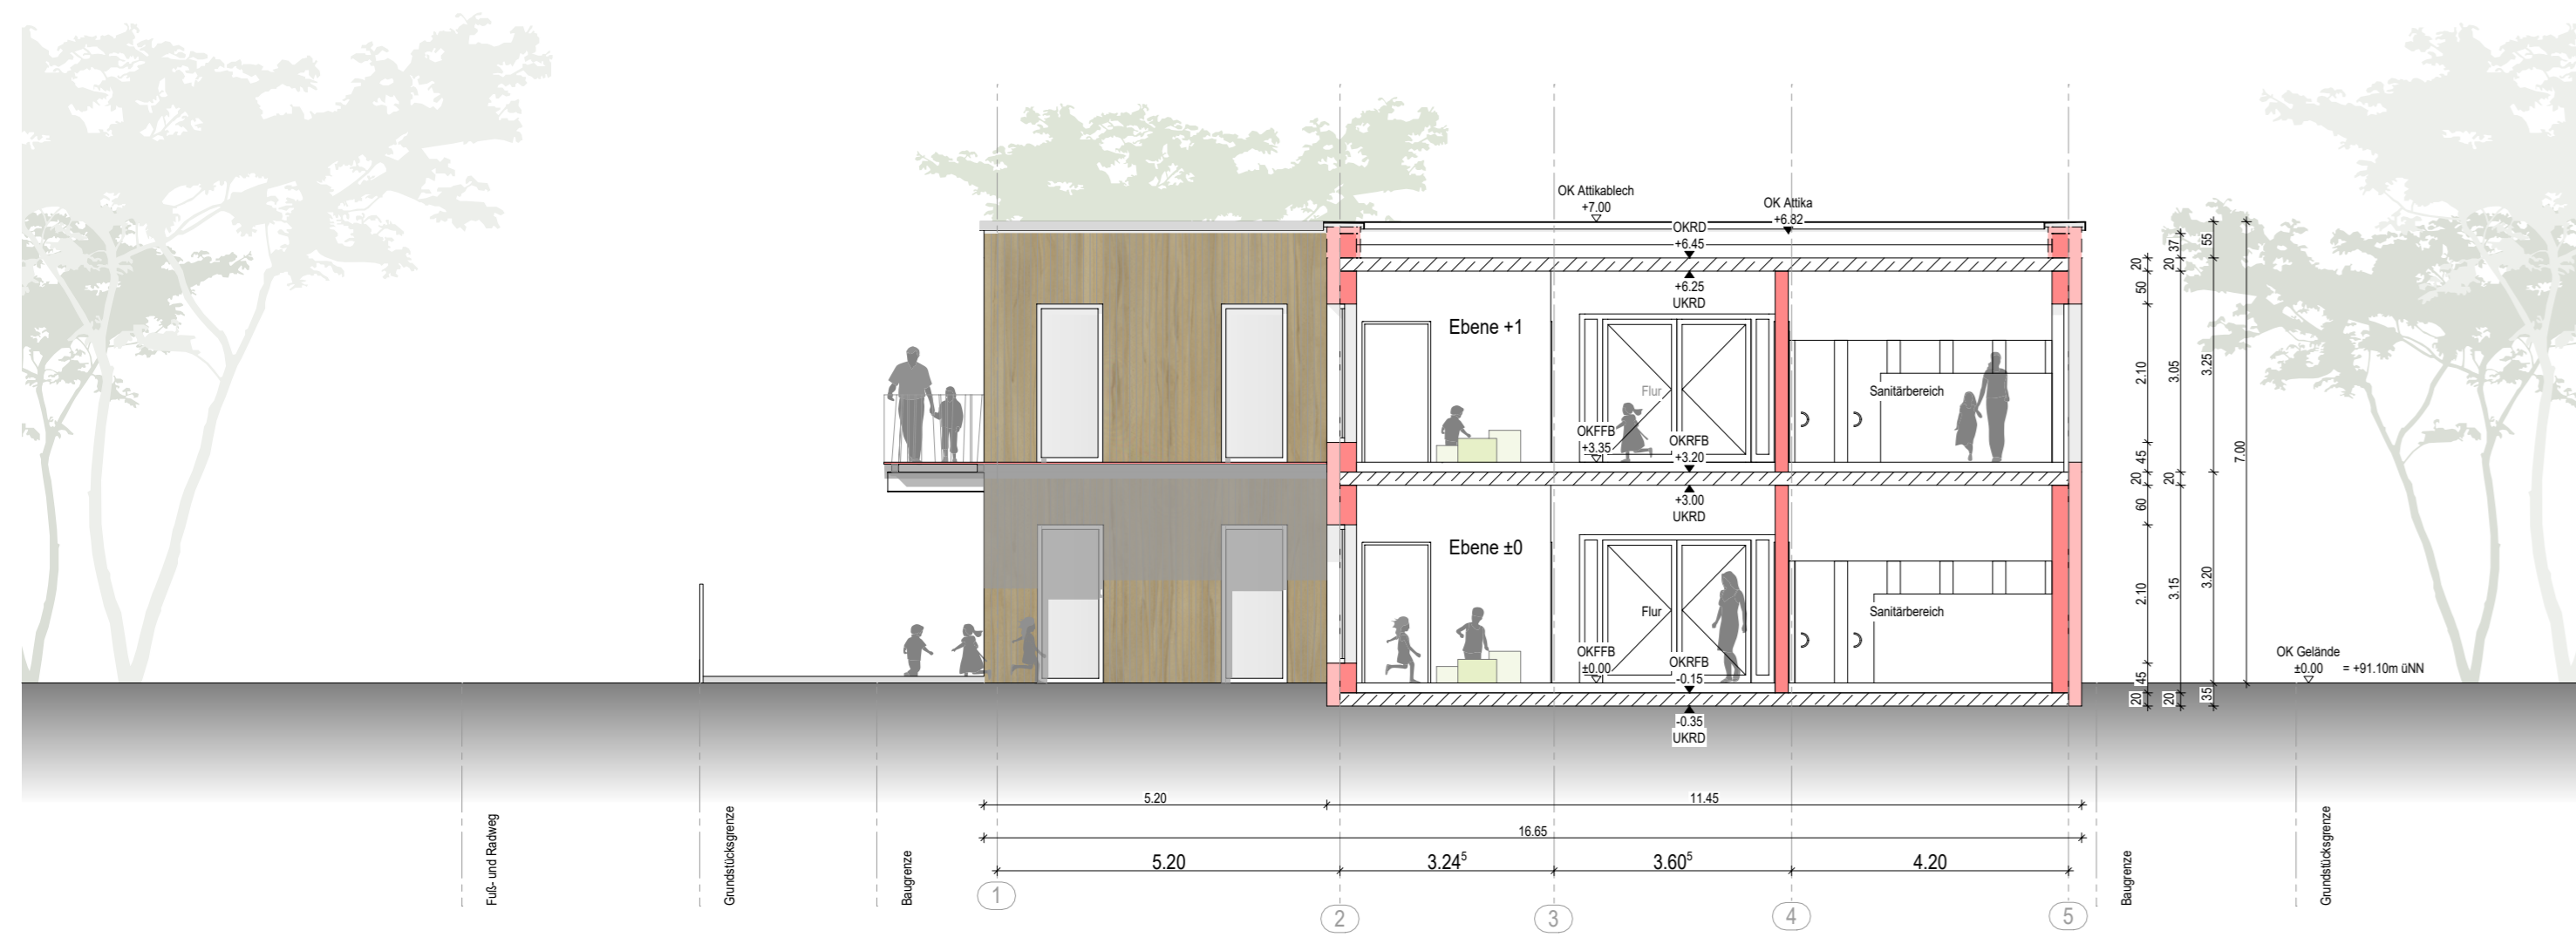 OK Attikablech
+7.00
OK Attika
+6.82
OKRD
+6.45
+6.25
UKRD
Ebene +1
Flur
Sanitärbereich
OKFFB
+3.35
OKRFB
+3.20
+3.00
UKRD
Ebene ±0
Flur
Sanitärbereich
OKFFB
±0.00
OKRFB
-0.15
-0.35
UKRD
20
50
2.10
45
20
60
2.10
45
20
37
20
3.05
20
3.15
20
55
3.25
3.20
35
7.00
OK Gelände
±0.00 = +91.10m üNN
5.20
11.45
16.65
5.20
3.24⁵
3.60⁵
4.20
Fuß- und Radweg
Grundstücksgrenze
Baugrenze
Baugrenze
Grundstücksgrenze
1
2
3
4
5